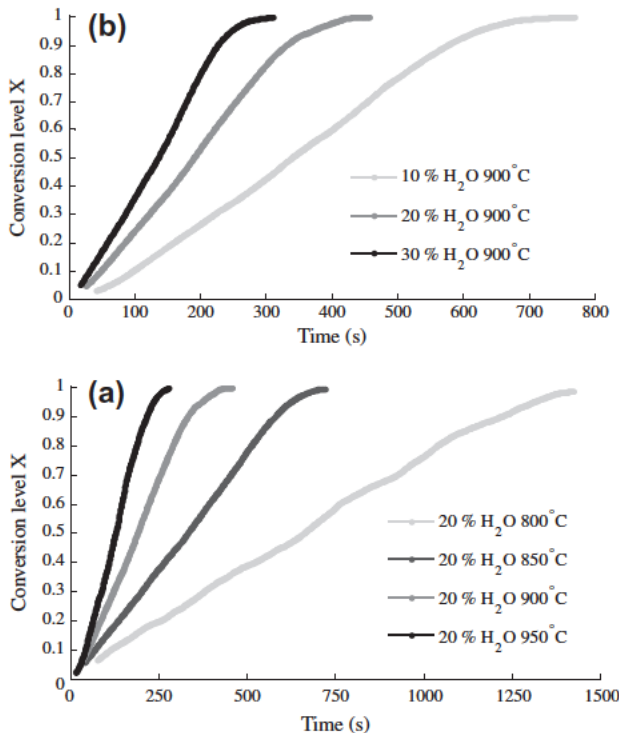 (b)
Conversion level X
1
0.9
0.8
0.7
0.6
0.5
0.4
0.3
0.2
0.1
0
10 % H₂O 900°C
20 % H₂O 900°C
30 % H₂O 900°C
0 100 200 300 400 500 600 700 800
Time (s)
(a)
Conversion level X
1
0.9
0.8
0.7
0.6
0.5
0.4
0.3
0.2
0.1
0
20 % H₂O 800°C
20 % H₂O 850°C
20 % H₂O 900°C
20 % H₂O 950°C
0 250 500 750 1000 1250 1500
Time (s)